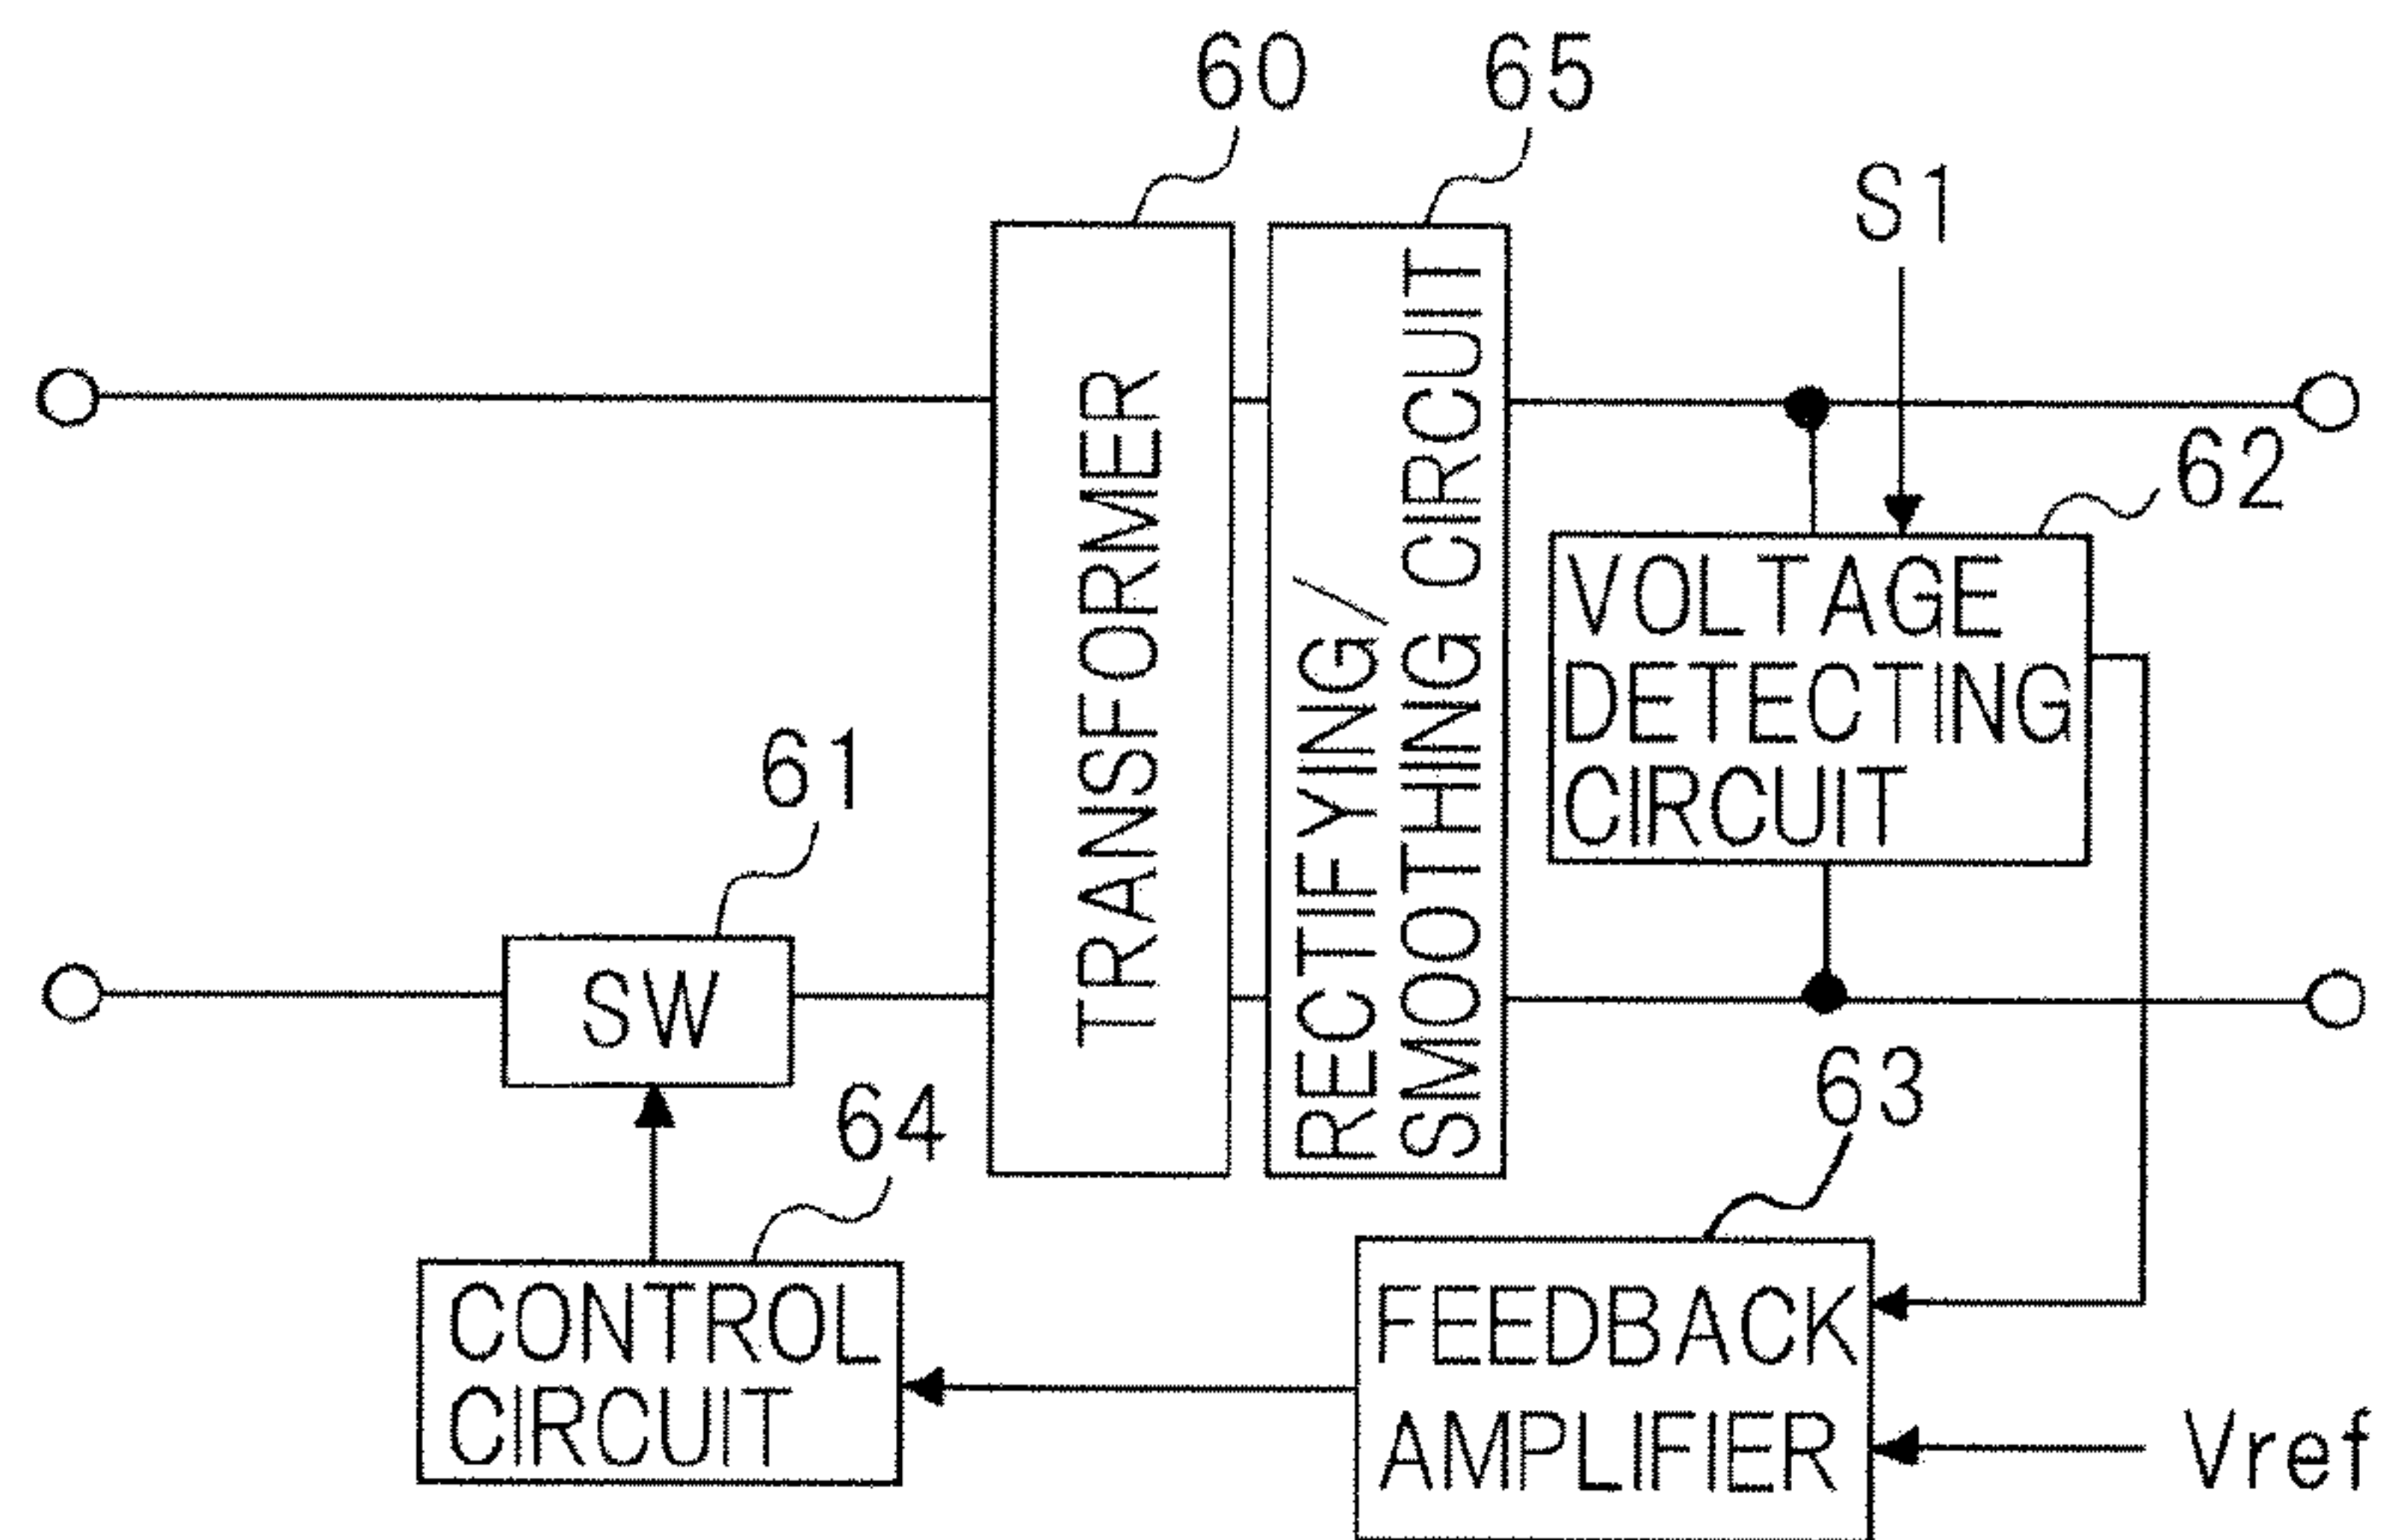 60
65
S1
62
TRANSFORMER
RECTIFYING/
SMOOTHING CIRCUIT
VOLTAGE
DETECTING
CIRCUIT
61
SW
64
63
CONTROL
CIRCUIT
FEEDBACK
AMPLIFIER
Vref